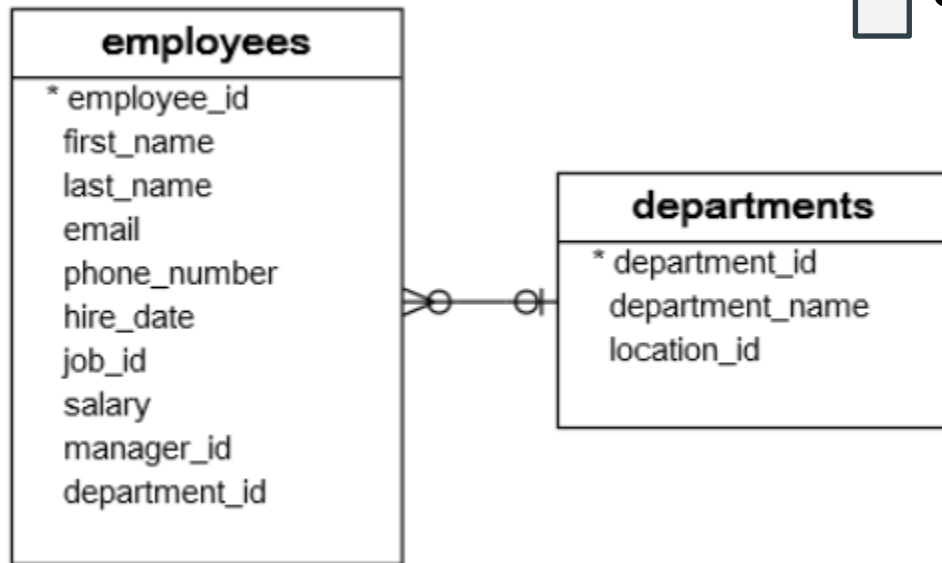 employees
* employee_id
first_name
last_name
email
phone_number
hire_date
job_id
salary
manager_id
department_id
departments
* department_id
department_name
location_id